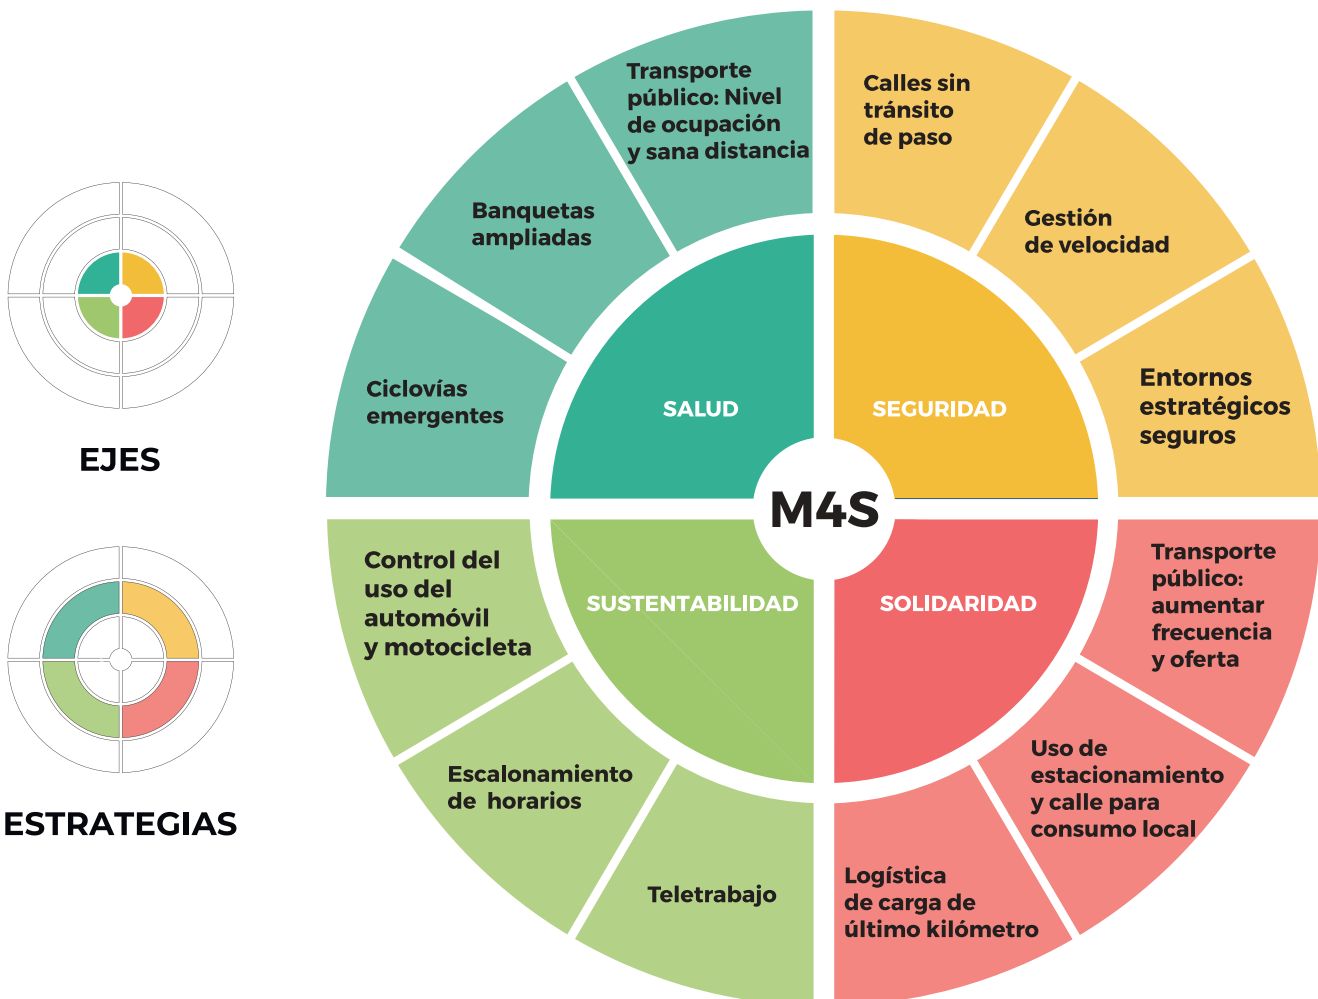 EJES
ESTRATEGIAS
Transporte
público: Nivel
de ocupación
y sana distancia
Banquetas
ampliadas
Ciclovías
emergentes
SALUD
Calles sin
tránsito
de paso
Gestión
de velocidad
Entornos
estratégicos
seguros
SEGURIDAD
M4S
Control del
uso del
automóvil
y motocicleta
Escalonamiento
de horarios
Teletrabajo
SUSTENTABILIDAD
SOLIDARIDAD
Transporte
público:
aumentar
frecuencia
y oferta
Uso de
estacionamiento
y calle para
consumo local
Logística
de carga de
último kilómetro